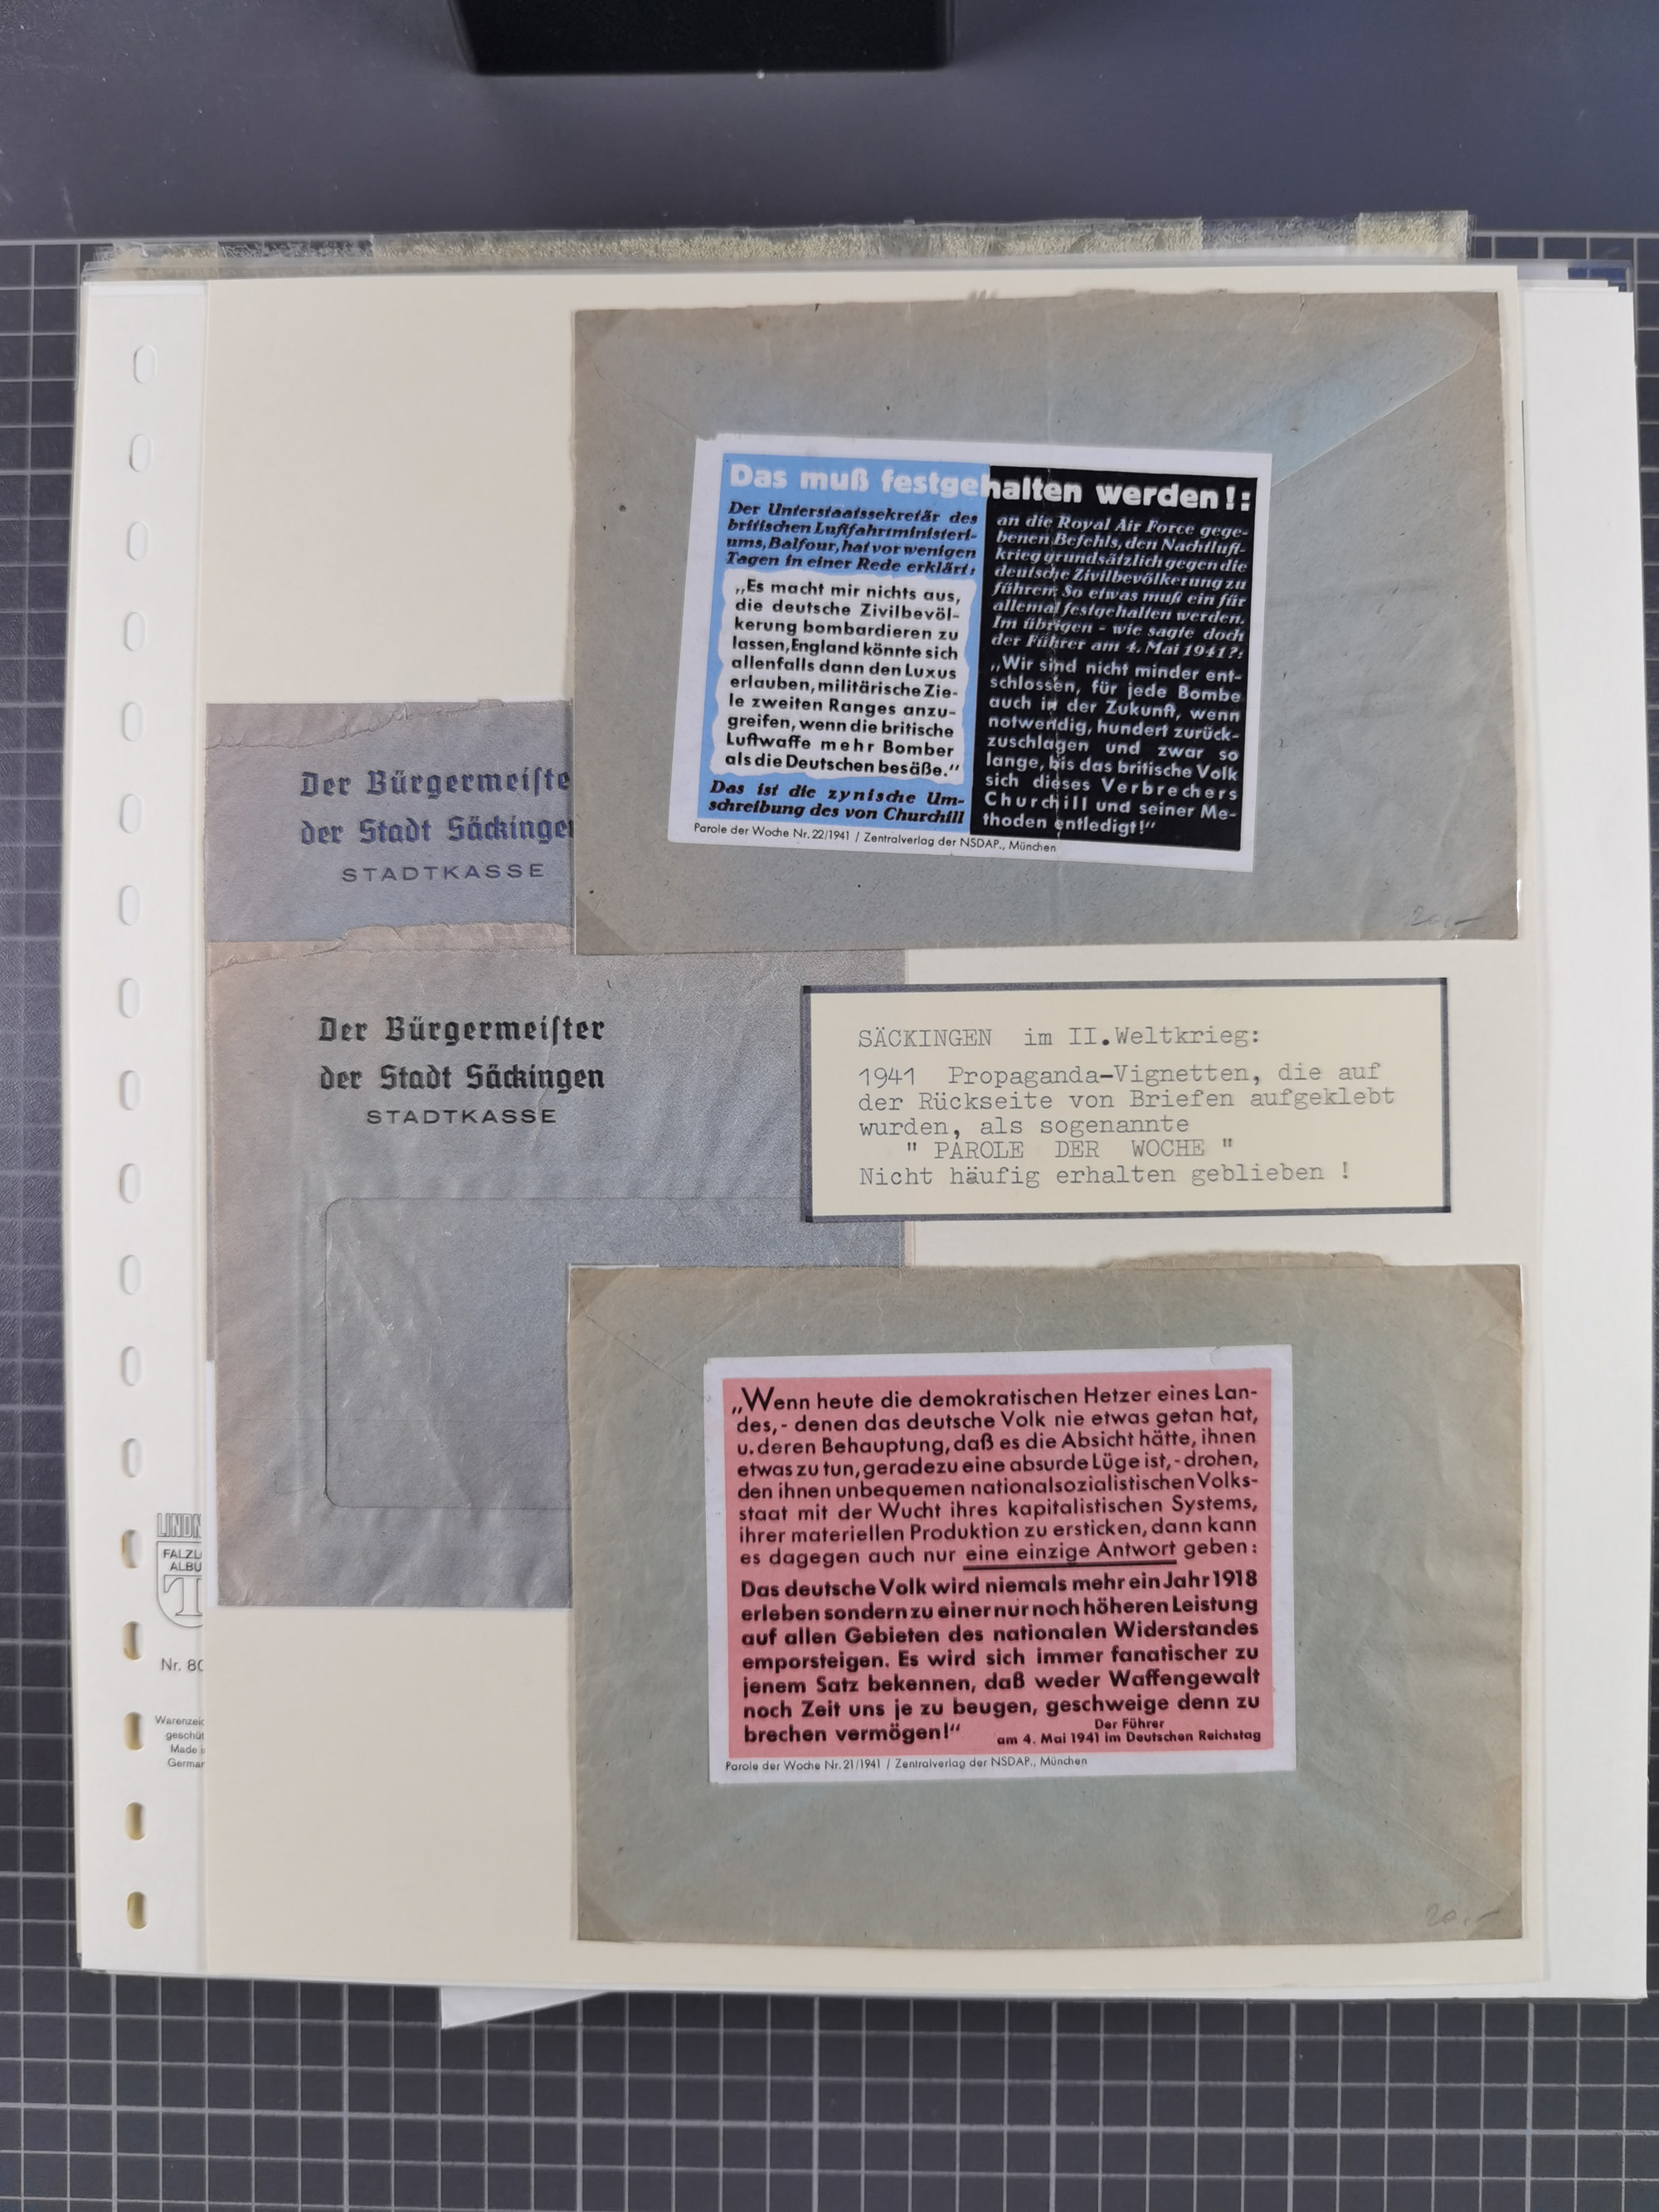 Das muß festgehalten werden!:
Der Unterstaatssekretär des
britischen Luftfahrtministeri-
ums, Balfour, hat vor wenigen
Tagen in einer Rede erklärt:
„Es macht mir nichts aus,
die deutsche Zivilbevöl-
kerung bombardieren zu
lassen, England könnte sich
allenfalls dann den Luxus
erlauben, militärische Zie-
le zweiten Ranges anzu-
greifen, wenn die britische
Luftwaffe mehr Bomber
als die Deutschen besäße.“
Das ist die zynische Um-
schreibung des von Churchill
an die Royal Air Force gege-
benen Befehls, den Nachtluft-
krieg grundsätzlich gegen die
deutsche Zivilbevölkerung zu
führen. So etwas muß ein für
allemal festgehalten werden.
Im übrigen - wie sagte doch
der Führer am 4. Mai 1941?:
„Wir sind nicht minder ent-
schlossen, für jede Bombe
auch in der Zukunft, wenn
notwendig, hundert zurück-
zuschlagen und zwar so
lange, bis das britische Volk
sich dieses Verbrechers
Churchill und seiner Me-
thoden entledigt!“
Parole der Woche Nr. 22/1941 / Zentralverlag der NSDAP., München
20,-
Der Bürgermeiste
der Stadt Säckinge
STADTKASSE
Der Bürgermeister
der Stadt Säckingen
STADTKASSE
SÄCKINGEN im II.Weltkrieg:
1941 Propaganda-Vignetten, die auf
der Rückseite von Briefen aufgeklebt
wurden, als sogenannte
" PAROLE DER WOCHE "
Nicht häufig erhalten geblieben !
„Wenn heute die demokratischen Hetzer eines Lan-
des,- denen das deutsche Volk nie etwas getan hat,
u. deren Behauptung, daß es die Absicht hätte, ihnen
etwas zu tun, geradezu eine absurde Lüge ist,- drohen,
den ihnen unbequemen nationalsozialistischen Volks-
staat mit der Wucht ihres kapitalistischen Systems,
ihrer materiellen Produktion zu ersticken, dann kann
es dagegen auch nur eine einzige Antwort geben:
Das deutsche Volk wird niemals mehr ein Jahr 1918
erleben sondern zu einer nur noch höheren Leistung
auf allen Gebieten des nationalen Widerstandes
emporsteigen. Es wird sich immer fanatischer zu
jenem Satz bekennen, daß weder Waffengewalt
noch Zeit uns je zu beugen, geschweige denn zu
brechen vermögen!“
Der Führer
am 4. Mai 1941 im Deutschen Reichstag
Parole der Woche Nr. 21/1941 / Zentralverlag der NSDAP., München
20,-
LINDN
FALZL
ALBU
Nr. 80
Warenzeic
geschüt
Made i
German